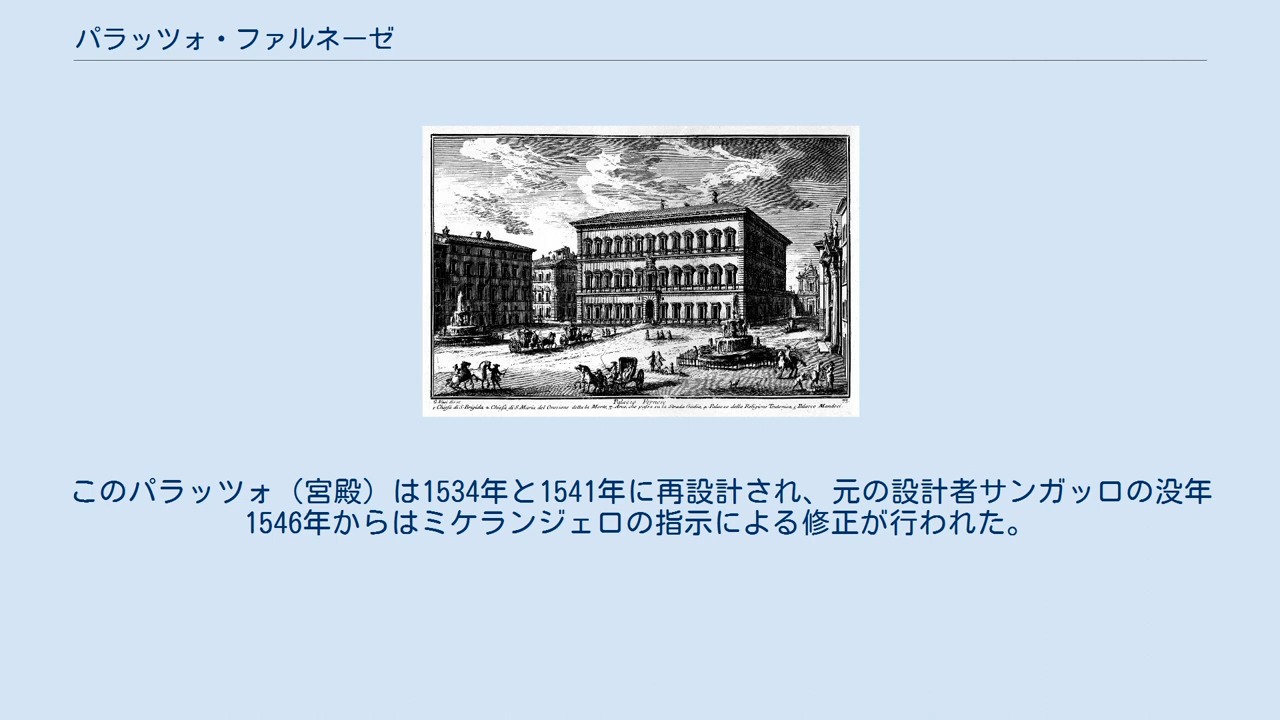 パラッツォ・ファルネーゼ
Palazzo Farnese
このパラッツォ（宮殿）は1534年と1541年に再設計され、元の設計者サンガッロの没年
1546年からはミケランジェロの指示による修正が行われた。